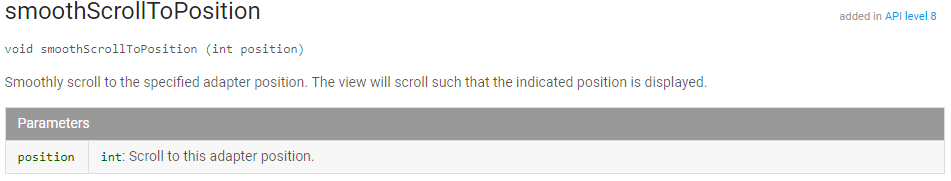 smoothScrollToPosition
added in API level 8
void smoothScrollToPosition (int position)
Smoothly scroll to the specified adapter position. The view will scroll such that the indicated position is displayed.
Parameters
position int: Scroll to this adapter position.